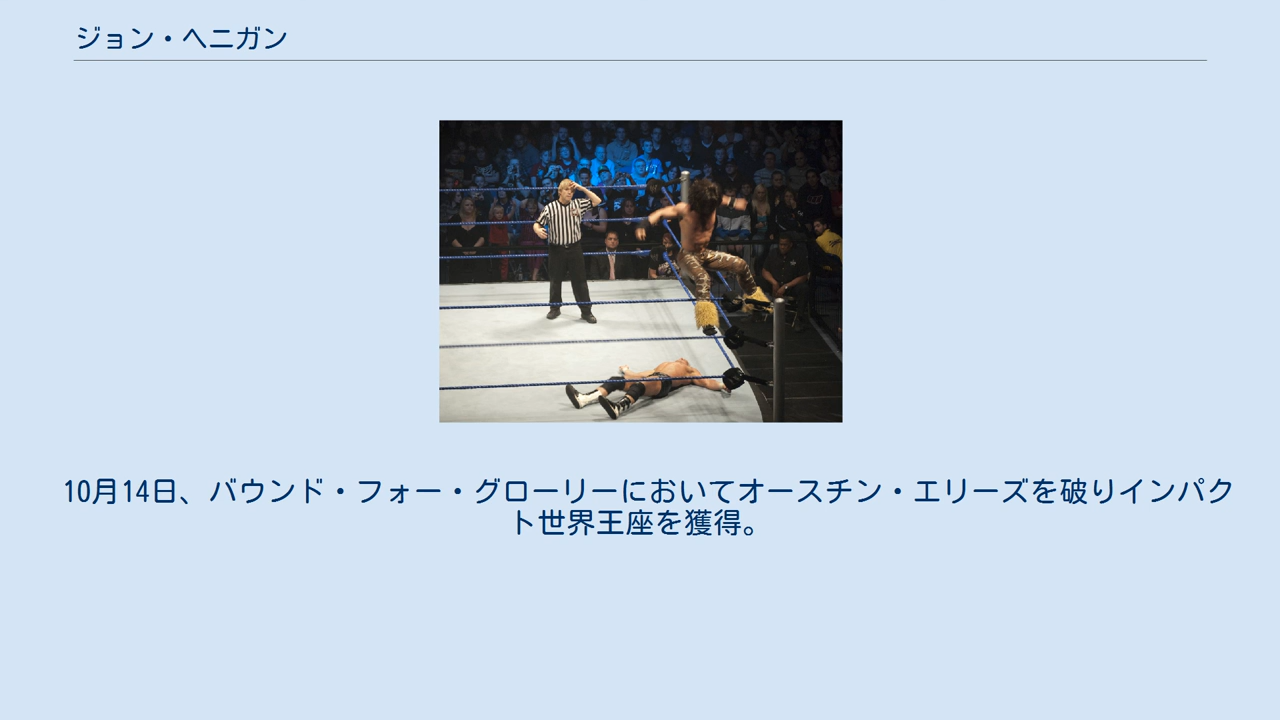 ジョン・ヘニガン
10月14日、バウンド・フォー・グローリーにおいてオースチン・エリーズを破りインパク
ト世界王座を獲得。